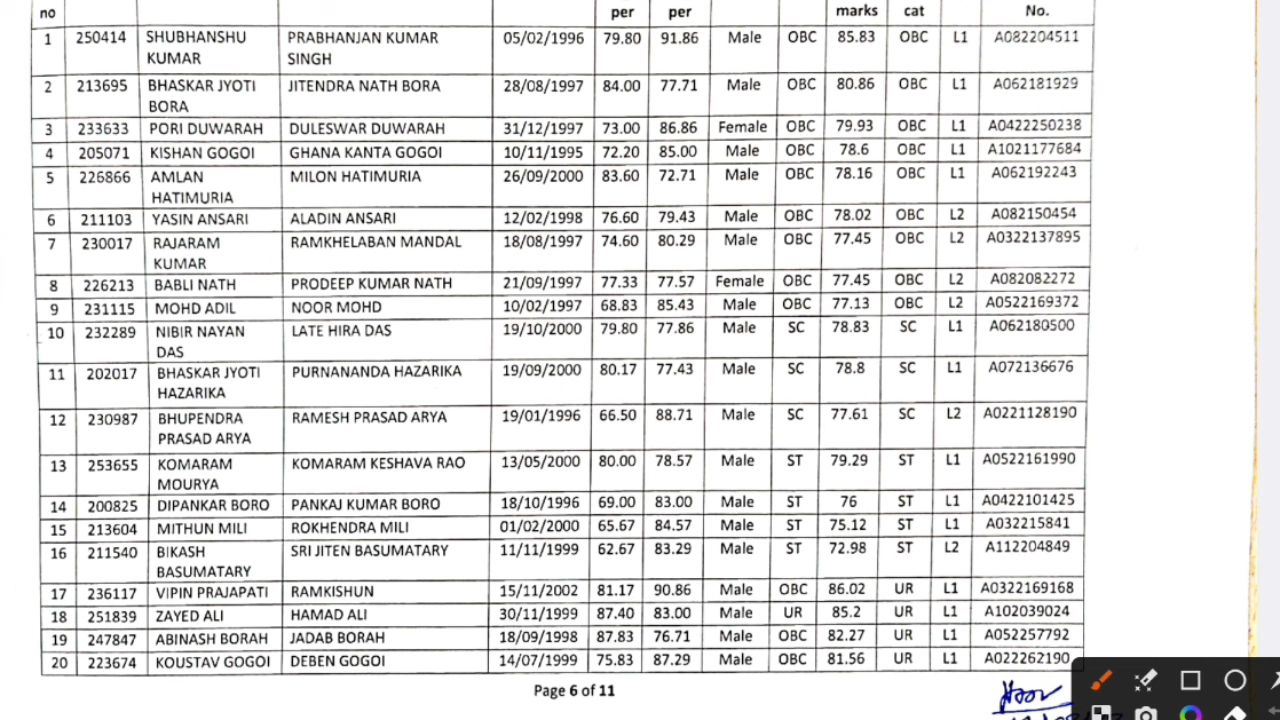 no per per marks cat No.
1 250414 SHUBHANSHU KUMAR PRABHANJAN KUMAR SINGH 05/02/1996 79.80 91.86 Male OBC 85.83 OBC L1 A082204511
2 213695 BHASKAR JYOTI BORA JITENDRA NATH BORA 28/08/1997 84.00 77.71 Male OBC 80.86 OBC L1 A062181929
3 233633 PORI DUWARAH DULESWAR DUWARAH 31/12/1997 73.00 86.86 Female OBC 79.93 OBC L1 A0422250238
4 205071 KISHAN GOGOI GHANA KANTA GOGOI 10/11/1995 72.20 85.00 Male OBC 78.6 OBC L1 A1021177684
5 226866 AMLAN HATIMURIA MILON HATIMURIA 26/09/2000 83.60 72.71 Male OBC 78.16 OBC L1 A062192243
6 211103 YASIN ANSARI ALADIN ANSARI 12/02/1998 76.60 79.43 Male OBC 78.02 OBC L2 A082150454
7 230017 RAJARAM KUMAR RAMKHELABAN MANDAL 18/08/1997 74.60 80.29 Male OBC 77.45 OBC L2 A0322137895
8 226213 BABLI NATH PRODEEP KUMAR NATH 21/09/1997 77.33 77.57 Female OBC 77.45 OBC L2 A082082272
9 231115 MOHD ADIL NOOR MOHD 10/02/1997 68.83 85.43 Male OBC 77.13 OBC L2 A0522169372
10 232289 NIBIR NAYAN DAS LATE HIRA DAS 19/10/2000 79.80 77.86 Male SC 78.83 SC L1 A062180500
11 202017 BHASKAR JYOTI HAZARIKA PURNANANDA HAZARIKA 19/09/2000 80.17 77.43 Male SC 78.8 SC L1 A072136676
12 230987 BHUPENDRA PRASAD ARYA RAMESH PRASAD ARYA 19/01/1996 66.50 88.71 Male SC 77.61 SC L2 A0221128190
13 253655 KOMARAM MOURYA KOMARAM KESHAVA RAO 13/05/2000 80.00 78.57 Male ST 79.29 ST L1 A0522161990
14 200825 DIPANKAR BORO PANKAJ KUMAR BORO 18/10/1996 69.00 83.00 Male ST 76 ST L1 A0422101425
15 213604 MITHUN MILI ROKHENDRA MILI 01/02/2000 65.67 84.57 Male ST 75.12 ST L1 A032215841
16 211540 BIKASH BASUMATARY SRI JITEN BASUMATARY 11/11/1999 62.67 83.29 Male ST 72.98 ST L2 A112204849
17 236117 VIPIN PRAJAPATI RAMKISHUN 15/11/2002 81.17 90.86 Male OBC 86.02 UR L1 A0322169168
18 251839 ZAYED ALI HAMAD ALI 30/11/1999 87.40 83.00 Male UR 85.2 UR L1 A102039024
19 247847 ABINASH BORAH JADAB BORAH 18/09/1998 87.83 76.71 Male OBC 82.27 UR L1 A052257792
20 223674 KOUSTAV GOGOI DEBEN GOGOI 14/07/1999 75.83 87.29 Male OBC 81.56 UR L1 A022262190
Page 6 of 11